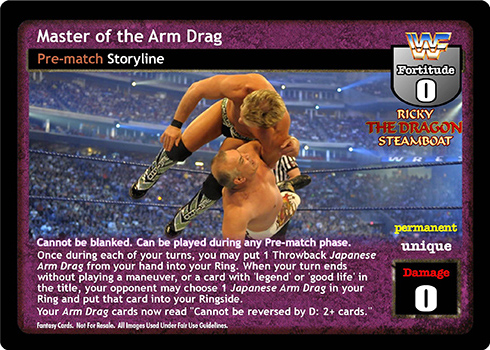 Master of the Arm Drag
Pre-match Storyline
WF
Fortitude
0
RICKY
THE DRAGON
STEAMBOAT
Cannot be blanked. Can be played during any Pre-match phase.
Once during each of your turns, you may put 1 Throwback Japanese
Arm Drag from your hand into your Ring. When your turn ends
without playing a maneuver, or a card with 'legend' or 'good life' in
the title, your opponent may choose 1 Japanese Arm Drag in your
Ring and put that card into your Ringside.
Your Arm Drag cards now read "Cannot be reversed by D: 2+ cards."
permanent
unique
Damage
0
Fantasy Cards. Not For Resale. All Images Used Under Fair Use Guidelines.